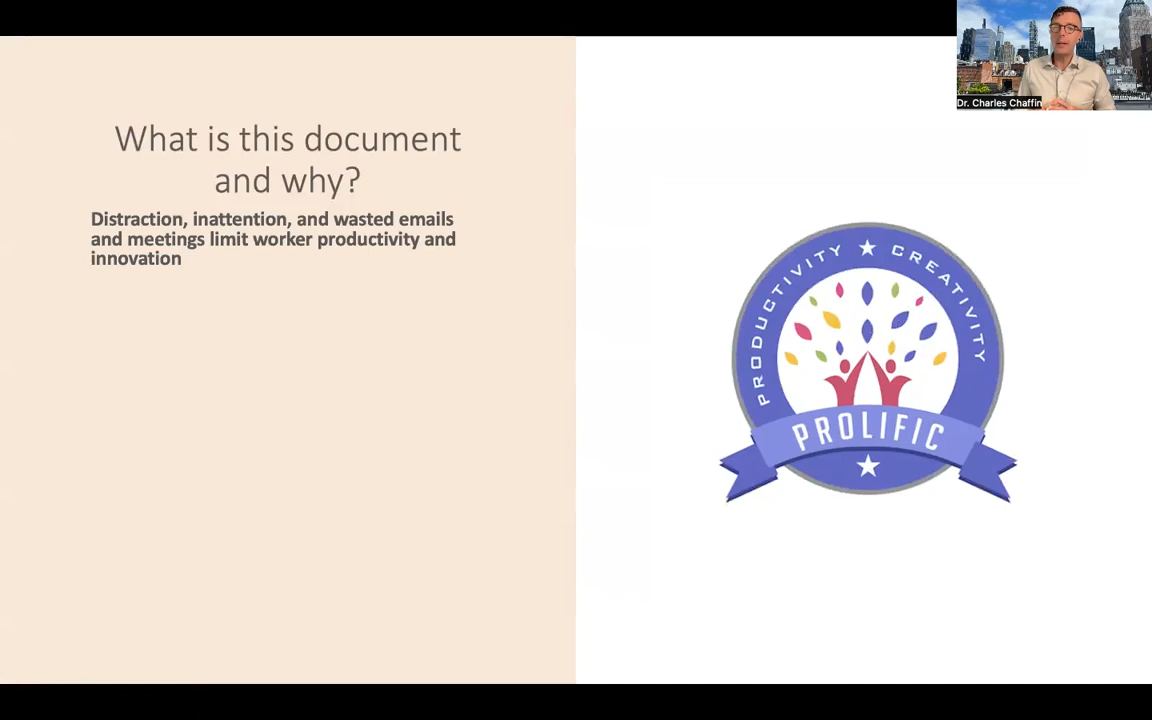 Dr. Charles Chaffin
What is this document
and why?
Distraction, inattention, and wasted emails
and meetings limit worker productivity and
innovation
PRODUCTIVITY ★ CREATIVITY
PROLIFIC